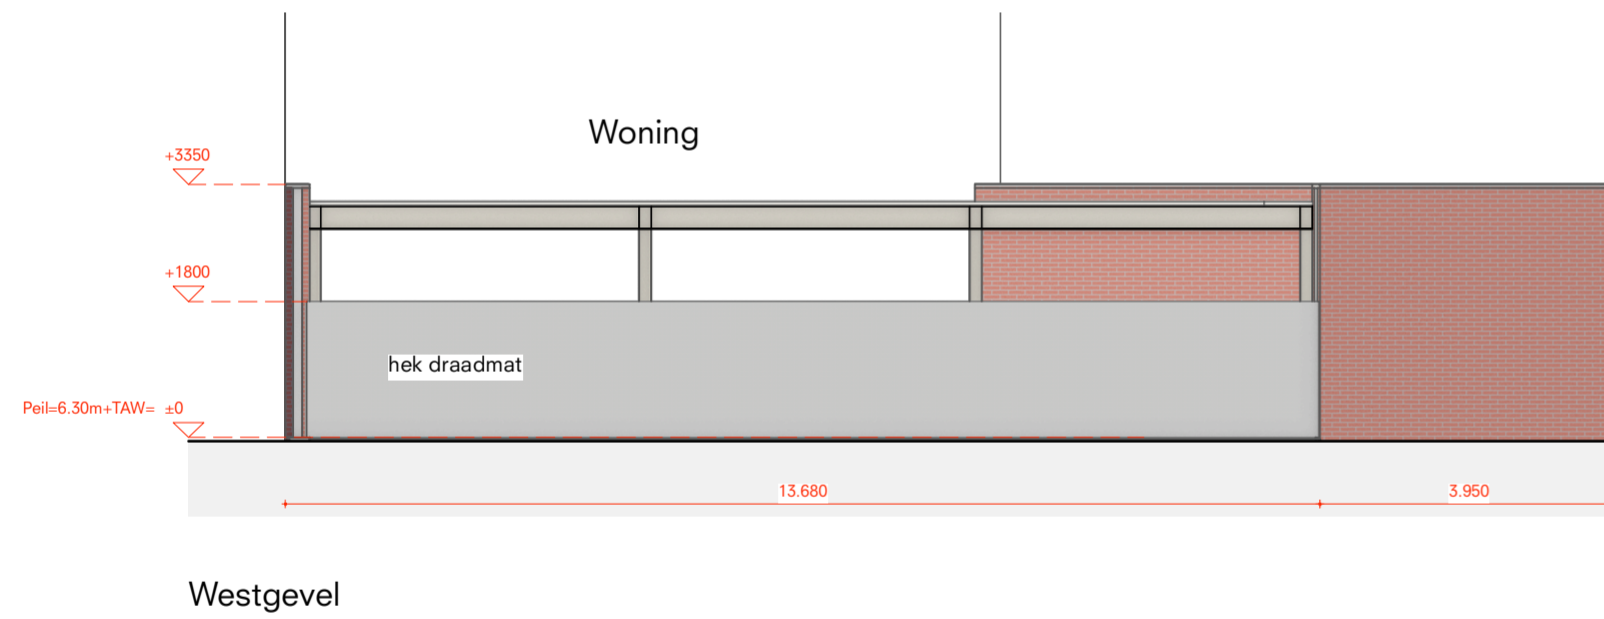 Woning
+3350
+1800
hek draadmat
Peil=6.30m+TAW= ±0
13.680
3.950
Westgevel